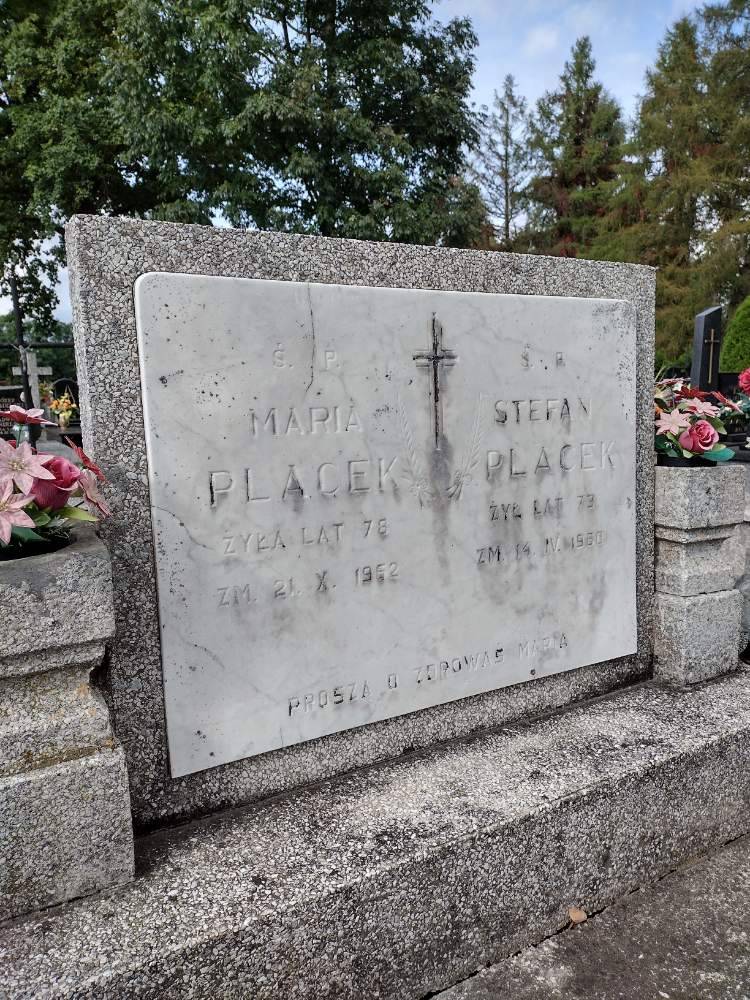 Ś. P.
MARIA
PLACEK
ŻYŁA LAT 78
ZM. 21. X. 1952
Ś. P.
STEFAN
PLACEK
ŻYŁ LAT 73
ZM. 14. IV. 1960
PROSZĄ O ZDROWAŚ MARIA